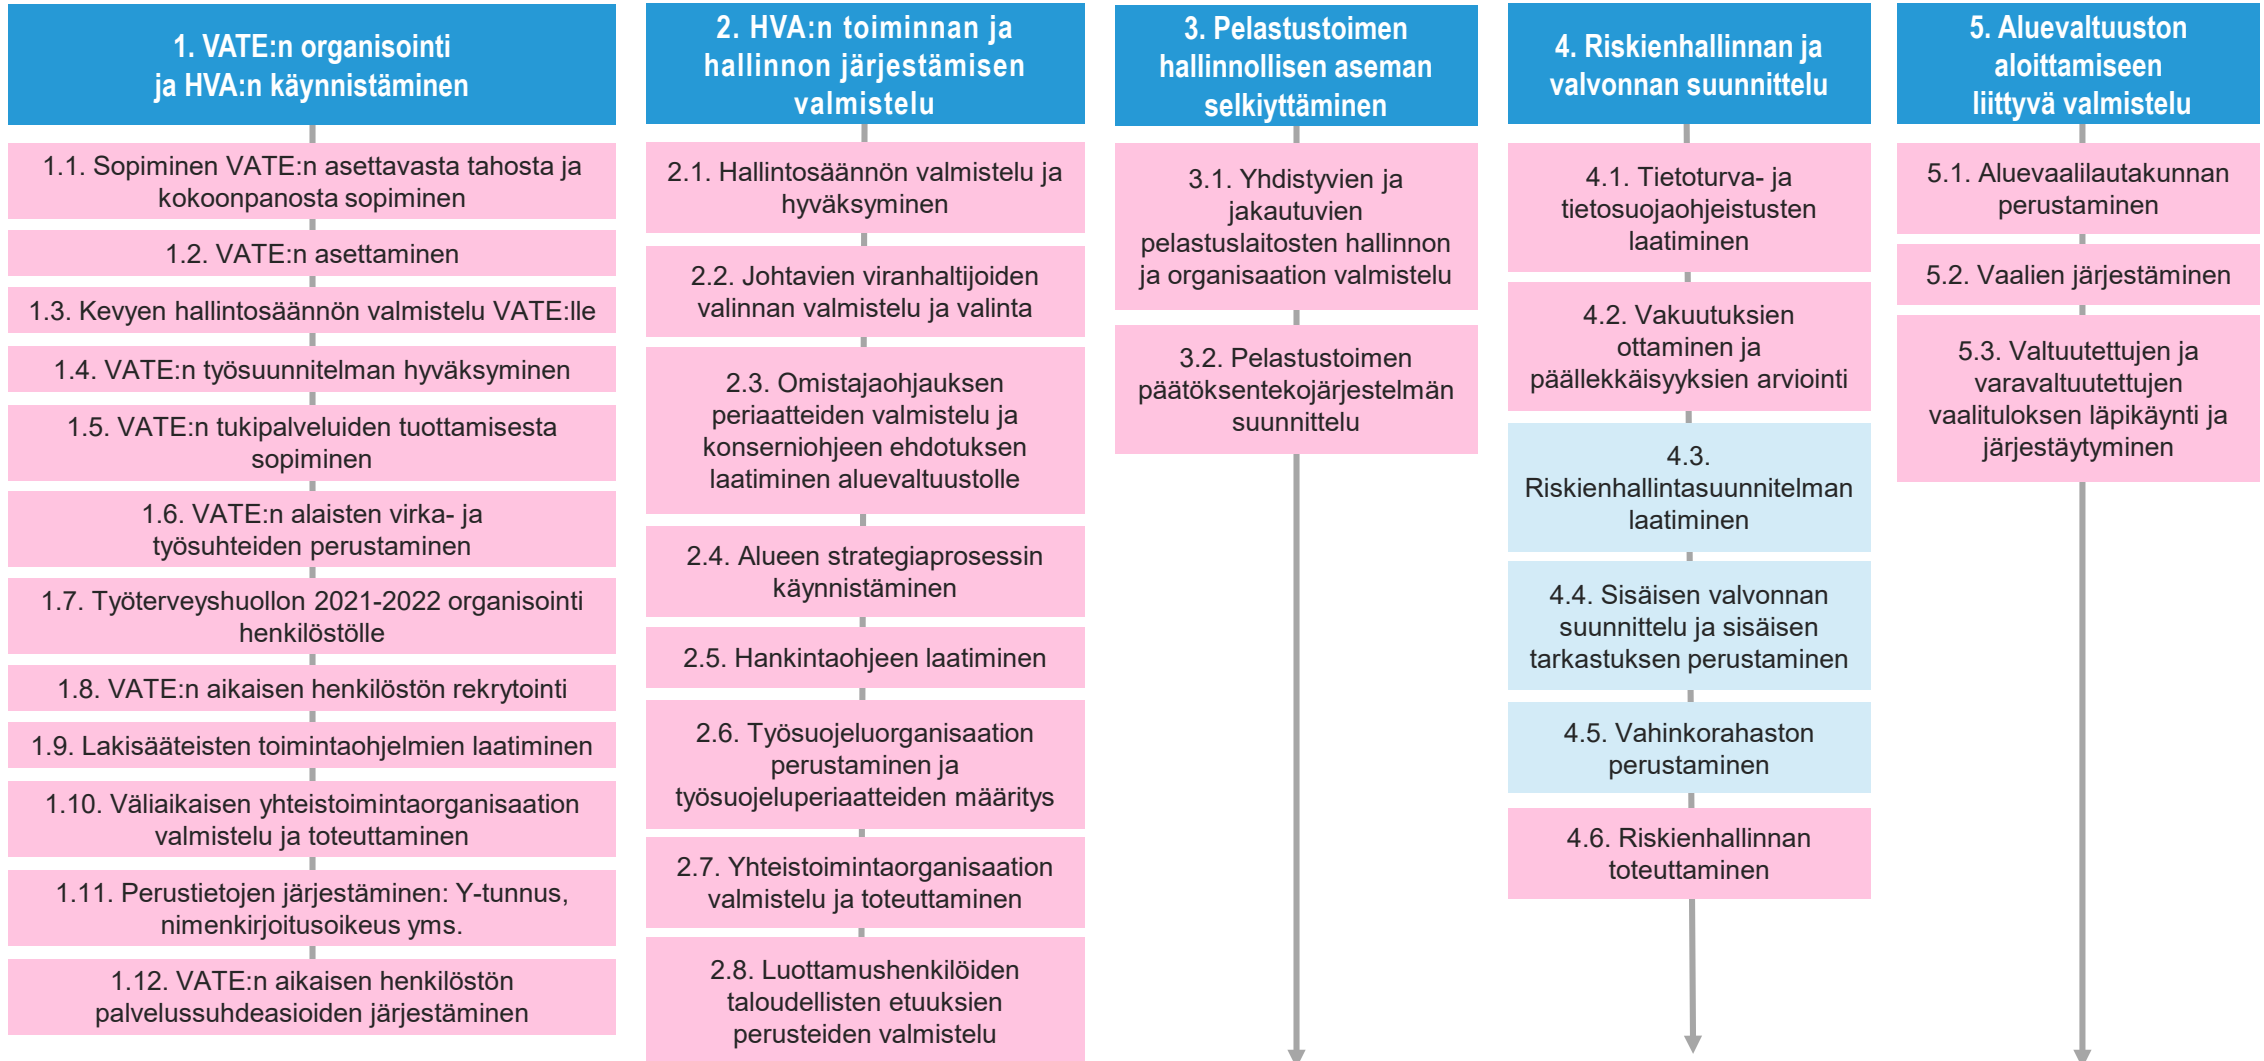 1. VATE:n organisointi
ja HVA:n käynnistäminen
1.1. Sopiminen VATE:n asettavasta tahosta ja
kokoonpanosta sopiminen
1.2. VATE:n asettaminen
1.3. Kevyen hallintosäännön valmistelu VATE:lle
1.4. VATE:n työsuunnitelman hyväksyminen
1.5. VATE:n tukipalveluiden tuottamisesta
sopiminen
1.6. VATE:n alaisten virka- ja
työsuhteiden perustaminen
1.7. Työterveyshuollon 2021-2022 organisointi
henkilöstölle
1.8. VATE:n aikaisen henkilöstön rekrytointi
1.9. Lakisääteisten toimintaohjelmien laatiminen
1.10. Väliaikaisen yhteistoimintaorganisaation
valmistelu ja toteuttaminen
1.11. Perustietojen järjestäminen: Y-tunnus,
nimenkirjoitusoikeus yms.
1.12. VATE:n aikaisen henkilöstön
palvelussuhdeasioiden järjestäminen
2. HVA:n toiminnan ja
hallinnon järjestämisen
valmistelu
2.1. Hallintosäännön valmistelu ja
hyväksyminen
2.2. Johtavien viranhaltijoiden
valinnan valmistelu ja valinta
2.3. Omistajaohjauksen
periaatteiden valmistelu ja
konserniohjeen ehdotuksen
laatiminen aluevaltuustolle
2.4. Alueen strategiaprosessin
käynnistäminen
2.5. Hankintaohjeen laatiminen
2.6. Työsuojeluorganisaation
perustaminen ja
työsuojeluperiaatteiden määritys
2.7. Yhteistoimintaorganisaation
valmistelu ja toteuttaminen
2.8. Luottamushenkilöiden
taloudellisten etuuksien
perusteiden valmistelu
3. Pelastustoimen
hallinnollisen aseman
selkiyttäminen
3.1. Yhdistyvien ja
jakautuvien
pelastuslaitosten hallinnon
ja organisaation valmistelu
3.2. Pelastustoimen
päätöksentekojärjestelmän
suunnittelu
4. Riskienhallinnan ja
valvonnan suunnittelu
4.1. Tietoturva- ja
tietosuojaohjeistusten
laatiminen
4.2. Vakuutuksien
ottaminen ja
päällekkäisyyksien arviointi
4.3.
Riskienhallintasuunnitelman
laatiminen
4.4. Sisäisen valvonnan
suunnittelu ja sisäisen
tarkastuksen perustaminen
4.5. Vahinkorahaston
perustaminen
4.6. Riskienhallinnan
toteuttaminen
5. Aluevaltuuston
aloittamiseen
liittyvä valmistelu
5.1. Aluevaalilautakunnan
perustaminen
5.2. Vaalien järjestäminen
5.3. Valtuutettujen ja
varavaltuutettujen
vaalituloksen läpikäynti ja
järjestäytyminen